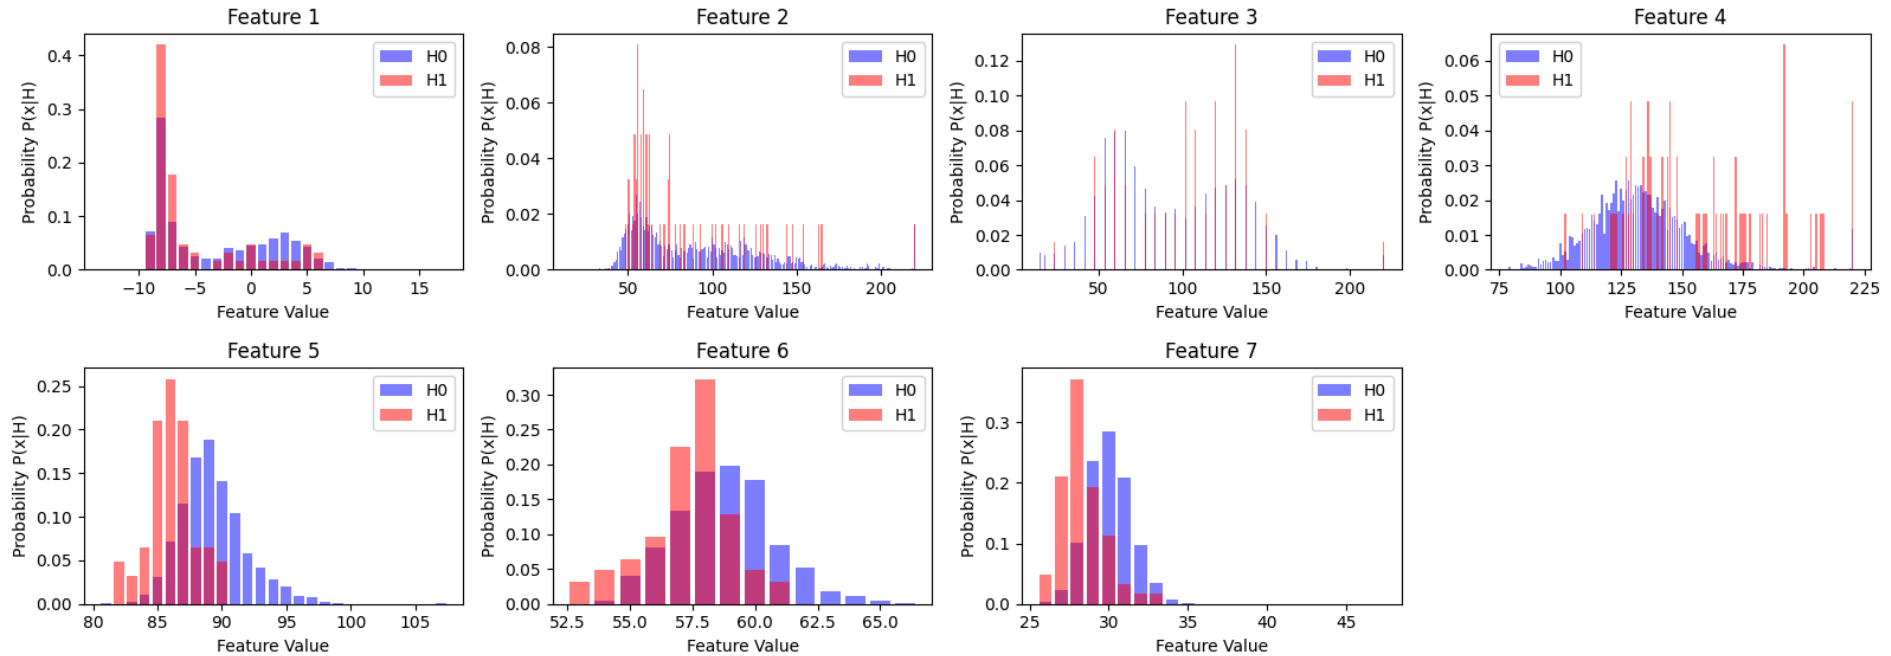 Feature 1
Probability P(x|H)
0.4
0.3
0.2
0.1
0.0
H0
H1
−10 −5 0 5 10 15
Feature Value
Feature 2
Probability P(x|H)
0.08
0.06
0.04
0.02
0.00
H0
H1
50 100 150 200
Feature Value
Feature 3
Probability P(x|H)
0.12
0.10
0.08
0.06
0.04
0.02
0.00
H0
H1
50 100 150 200
Feature Value
Feature 4
Probability P(x|H)
0.06
0.05
0.04
0.03
0.02
0.01
0.00
H0
H1
75 100 125 150 175 200 225
Feature Value
Feature 5
Probability P(x|H)
0.25
0.20
0.15
0.10
0.05
0.00
H0
H1
80 85 90 95 100 105
Feature Value
Feature 6
Probability P(x|H)
0.30
0.25
0.20
0.15
0.10
0.05
0.00
H0
H1
52.5 55.0 57.5 60.0 62.5 65.0
Feature Value
Feature 7
Probability P(x|H)
0.3
0.2
0.1
0.0
H0
H1
25 30 35 40 45
Feature Value